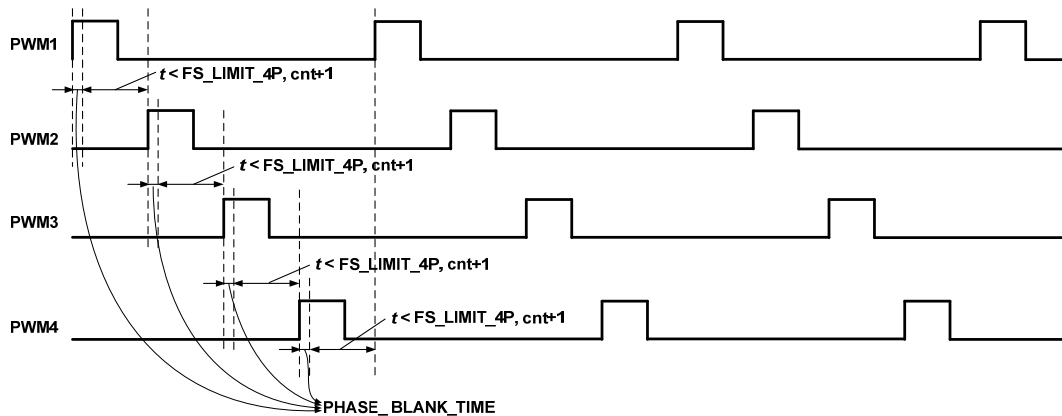 PWM1
t < FS_LIMIT_4P, cnt+1
PWM2
t < FS_LIMIT_4P, cnt+1
PWM3
t < FS_LIMIT_4P, cnt+1
PWM4
t < FS_LIMIT_4P, cnt+1
PHASE_ BLANK_TIME